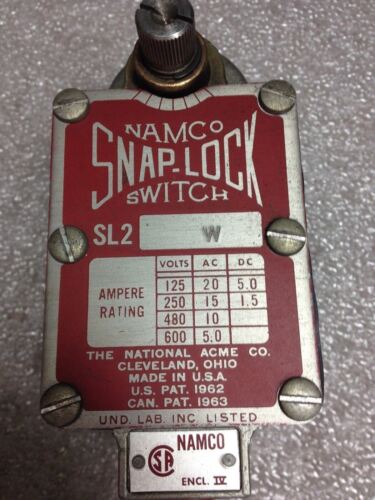 NAMCO
SNAP-LOCK
SWITCH
SL2 W
AMPERE RATING
VOLTS AC DC
125 20 5.0
250 15 1.5
480 10
600 5.0
THE NATIONAL ACME CO.
CLEVELAND, OHIO
MADE IN U.S.A.
U.S. PAT. 1962
CAN. PAT. 1963
UND. LAB. INC. LISTED
SA NAMCO
ENCL. IV